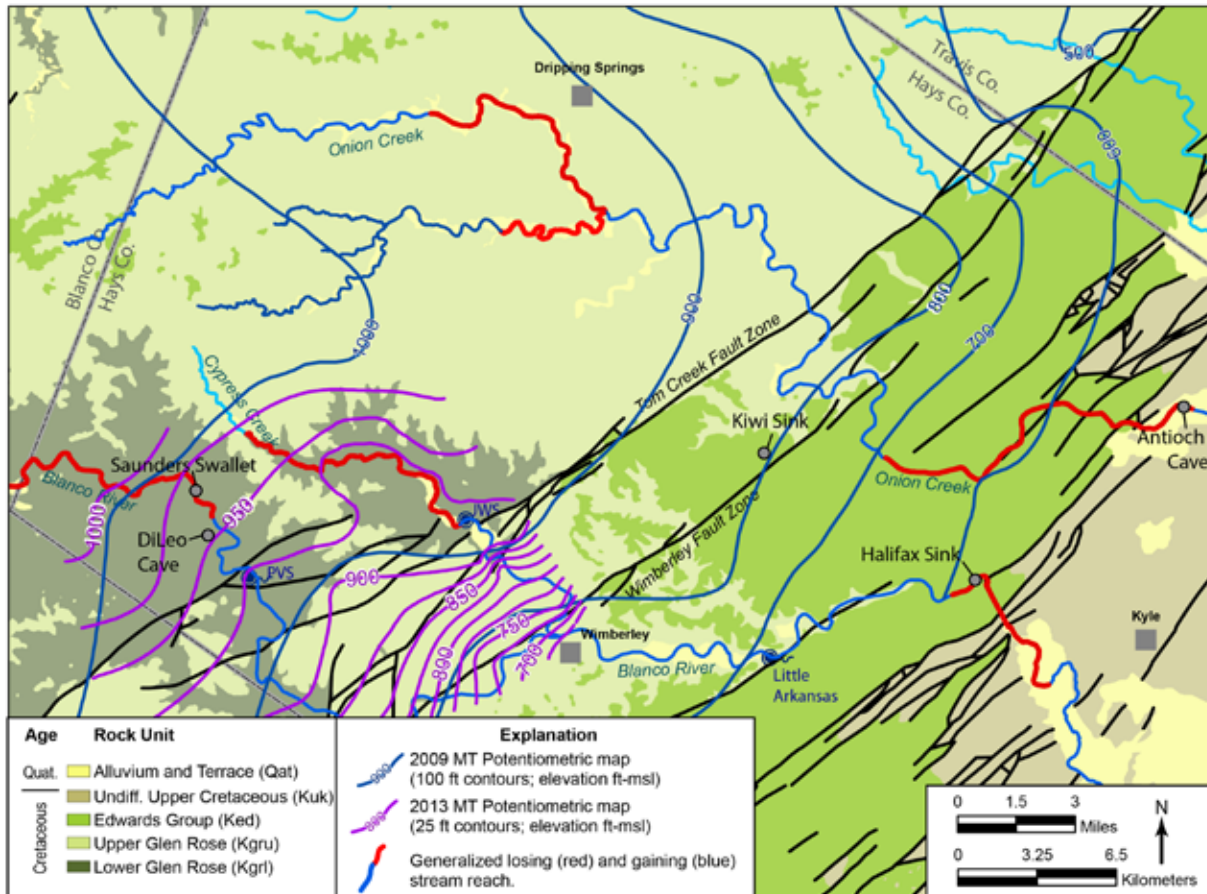 Travis Co.
Hays Co.
500
Dripping Springs
Onion Creek
Blanco Co.
Hays Co.
600
1000
900
800
700
Tom Creek Fault Zone
Cypress Creek
Kiwi Sink
Antioch
Cave
Saunders Swallet
Blanco River
Onion Creek
1000
950
JWS
DiLeo
Cave
Wimberley Fault Zone
PVS
900
850
Halifax Sink
750
Kyle
Wimberley
700
800
Blanco River
Little
Arkansas
Age Rock Unit
Quat.
Alluvium and Terrace (Qat)
Cretaceous
Undiff. Upper Cretaceous (Kuk)
Edwards Group (Ked)
Upper Glen Rose (Kgru)
Lower Glen Rose (Kgrl)
Explanation
900
2009 MT Potentiometric map
(100 ft contours; elevation ft-msl)
2013 MT Potentiometric map
(25 ft contours; elevation ft-msl)
Generalized losing (red) and gaining (blue)
stream reach.
0 1.5 3
Miles
0 3.25 6.5
Kilometers
N